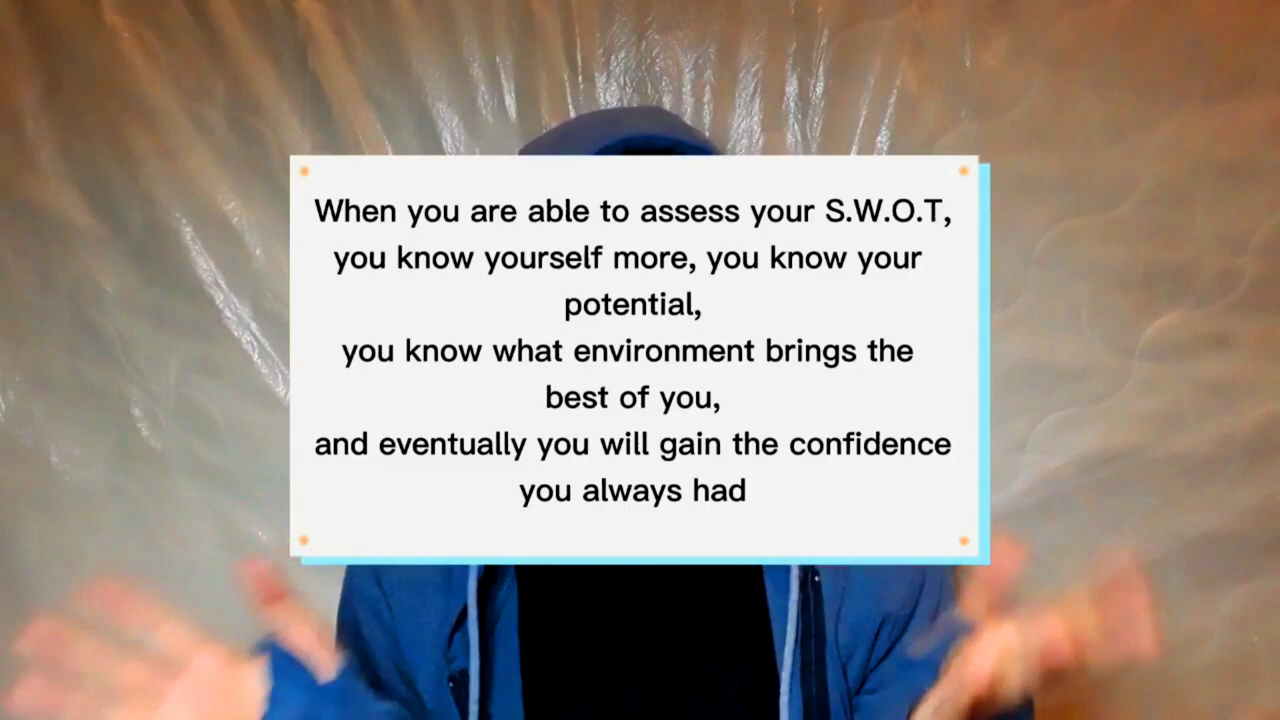 When you are able to assess your S.W.O.T,
you know yourself more, you know your
potential,
you know what environment brings the
best of you,
and eventually you will gain the confidence
you always had